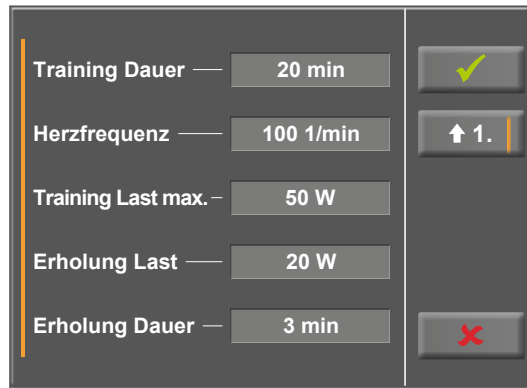 Training Dauer 20 min
Herzfrequenz 100 1/min
1.
Training Last max. 50 W
Erholung Last 20 W
Erholung Dauer 3 min